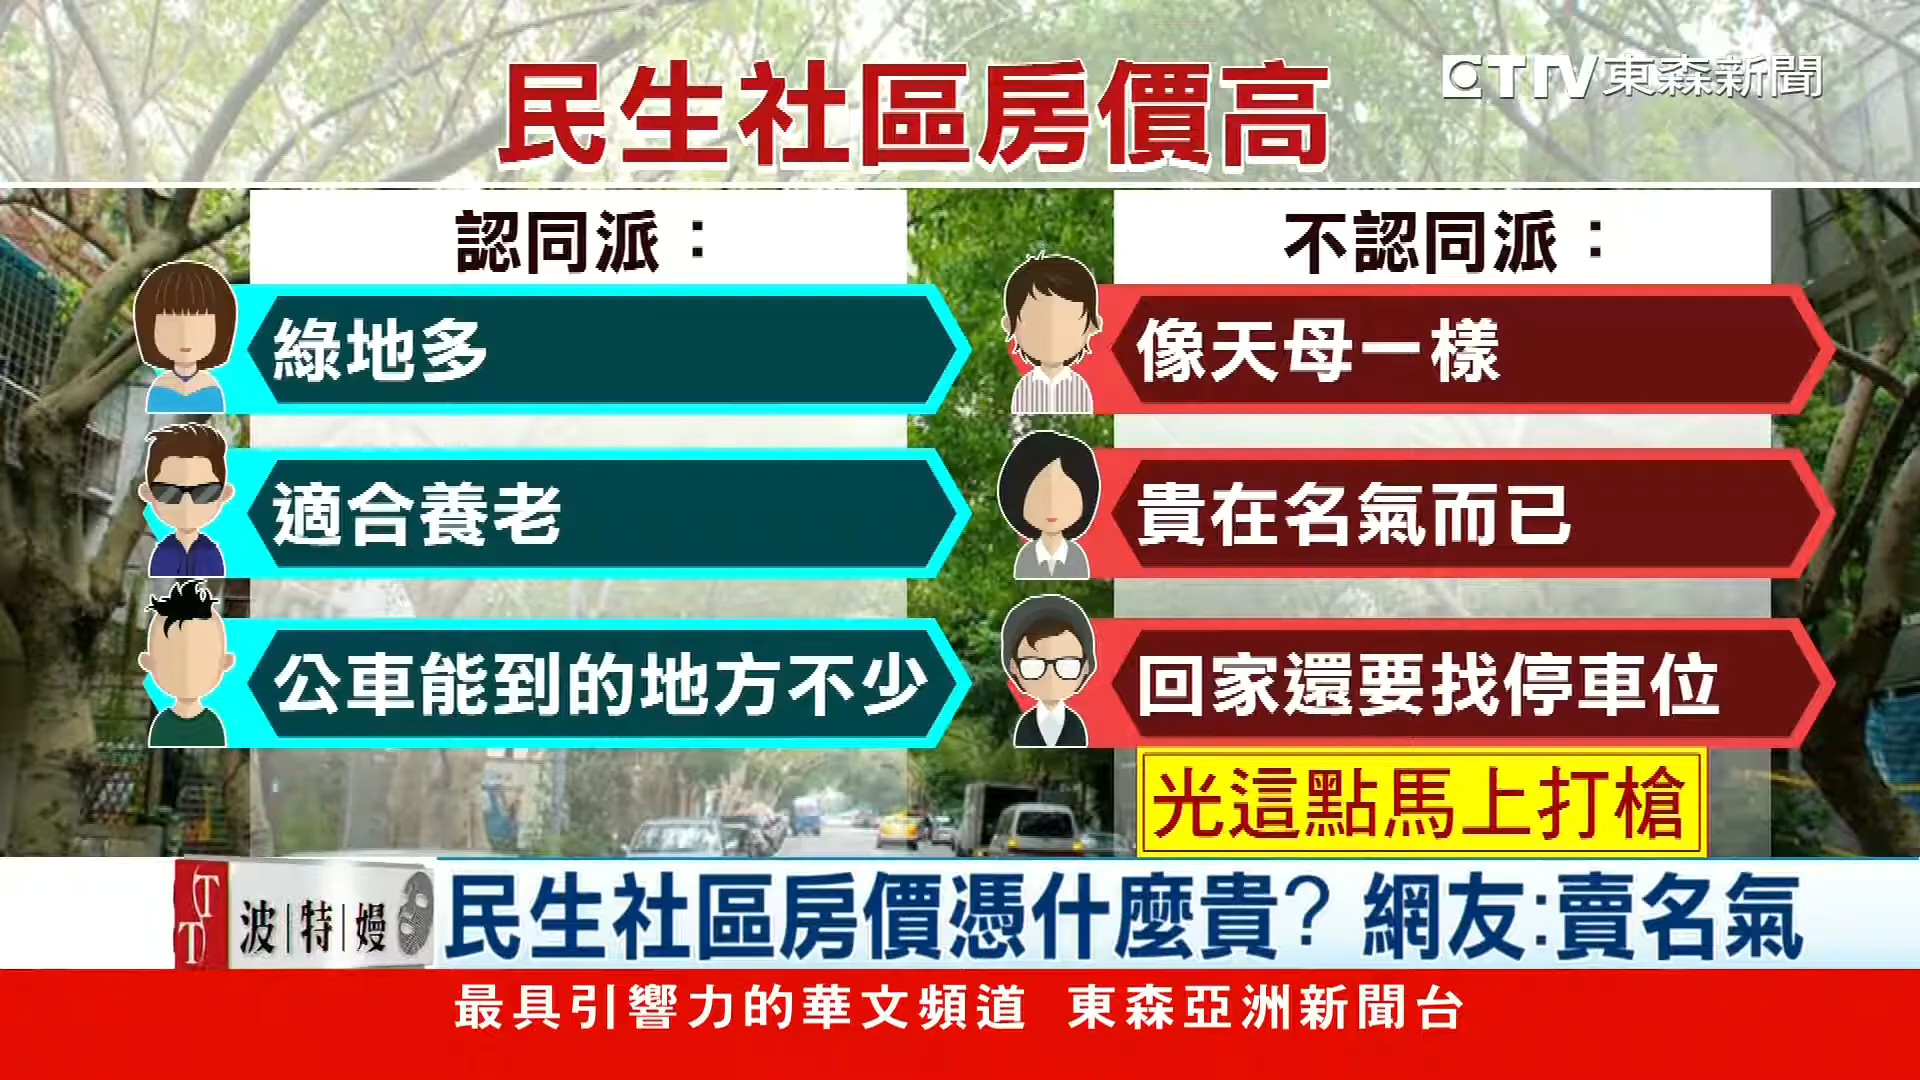 民生社區房價高
ETTV東森新聞
認同派：
綠地多
適合養老
公車能到的地方不少
不認同派：
像天母一樣
貴在名氣而已
回家還要找停車位
光這點馬上打槍
TTT
波特嫚
民生社區房價憑什麼貴? 網友:賣名氣
最具引響力的華文頻道 東森亞洲新聞台